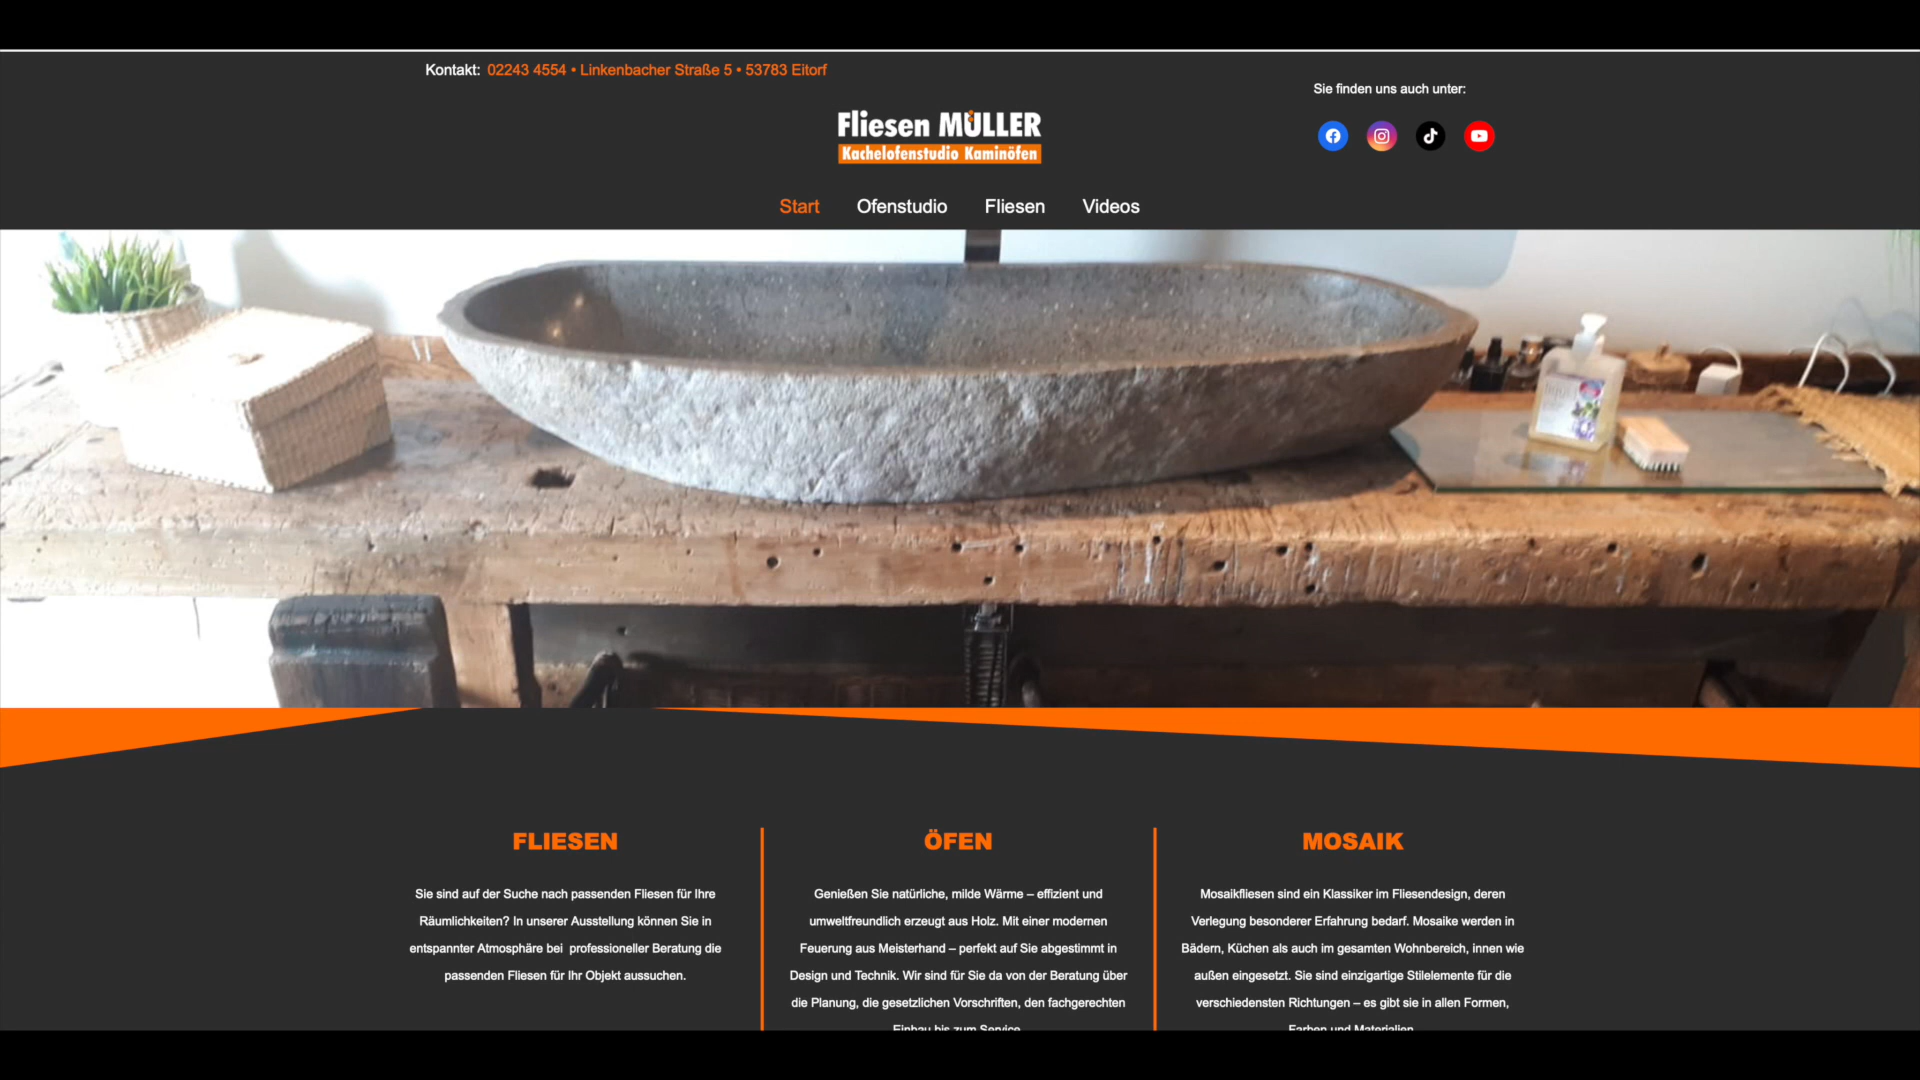 Kontakt: 02243 4554 • Linkenbacher Straße 5 • 53783 Eitorf
Sie finden uns auch unter:
Fliesen MÜLLER
Kachelofenstudio Kaminöfen
Start Ofenstudio Fliesen Videos
FLIESEN
Sie sind auf der Suche nach passenden Fliesen für Ihre
Räumlichkeiten? In unserer Ausstellung können Sie in
entspannter Atmosphäre bei professioneller Beratung die
passenden Fliesen für Ihr Objekt aussuchen.
ÖFEN
Genießen Sie natürliche, milde Wärme – effizient und
umweltfreundlich erzeugt aus Holz. Mit einer modernen
Feuerung aus Meisterhand – perfekt auf Sie abgestimmt in
Design und Technik. Wir sind für Sie da von der Beratung über
die Planung, die gesetzlichen Vorschriften, den fachgerechten
Einbau bis zum Service.
MOSAIK
Mosaikfliesen sind ein Klassiker im Fliesendesign, deren
Verlegung besonderer Erfahrung bedarf. Mosaike werden in
Bädern, Küchen als auch im gesamten Wohnbereich, innen wie
außen eingesetzt. Sie sind einzigartige Stilelemente für die
verschiedensten Richtungen – es gibt sie in allen Formen,
Farben und Materialien.